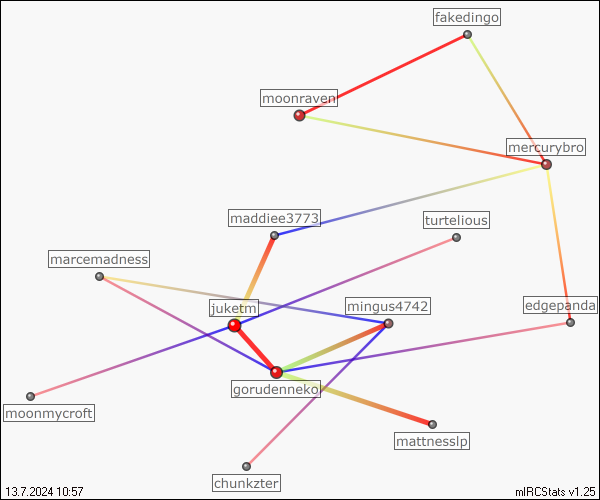 fakedingo
moonraven
mercurybro
maddiee3773
turtelious
marcemadness
juketm
mingus4742
edgepanda
gorudenneko
moonmycroft
mattnesslp
chunkzter
13.7.2024 10:57
mIRCStats v1.25